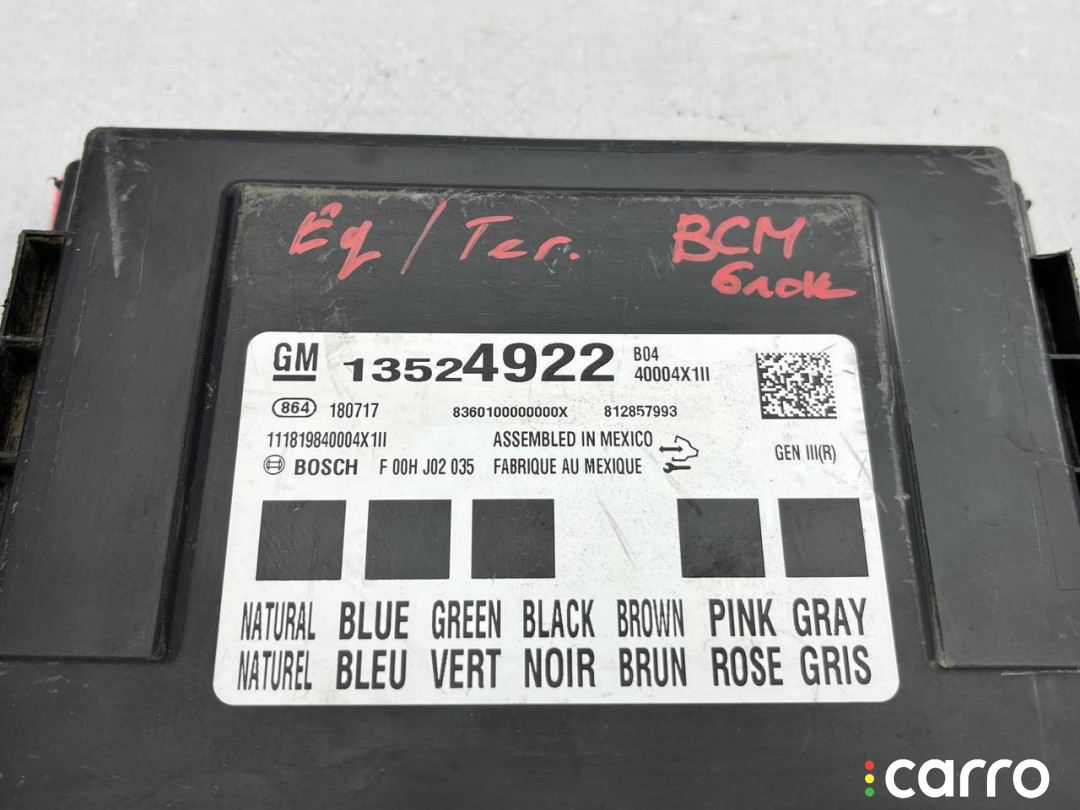 Eq / Ter. BCM
блок
GM 13524922 B04
40004X1II
864 180717 8360100000000X 812857993
111819840004X1II ASSEMBLED IN MEXICO GEN III(R)
BOSCH F 00H J02 035 FABRIQUE AU MEXIQUE
NATURAL BLUE GREEN BLACK BROWN PINK GRAY
NATUREL BLEU VERT NOIR BRUN ROSE GRIS
carro